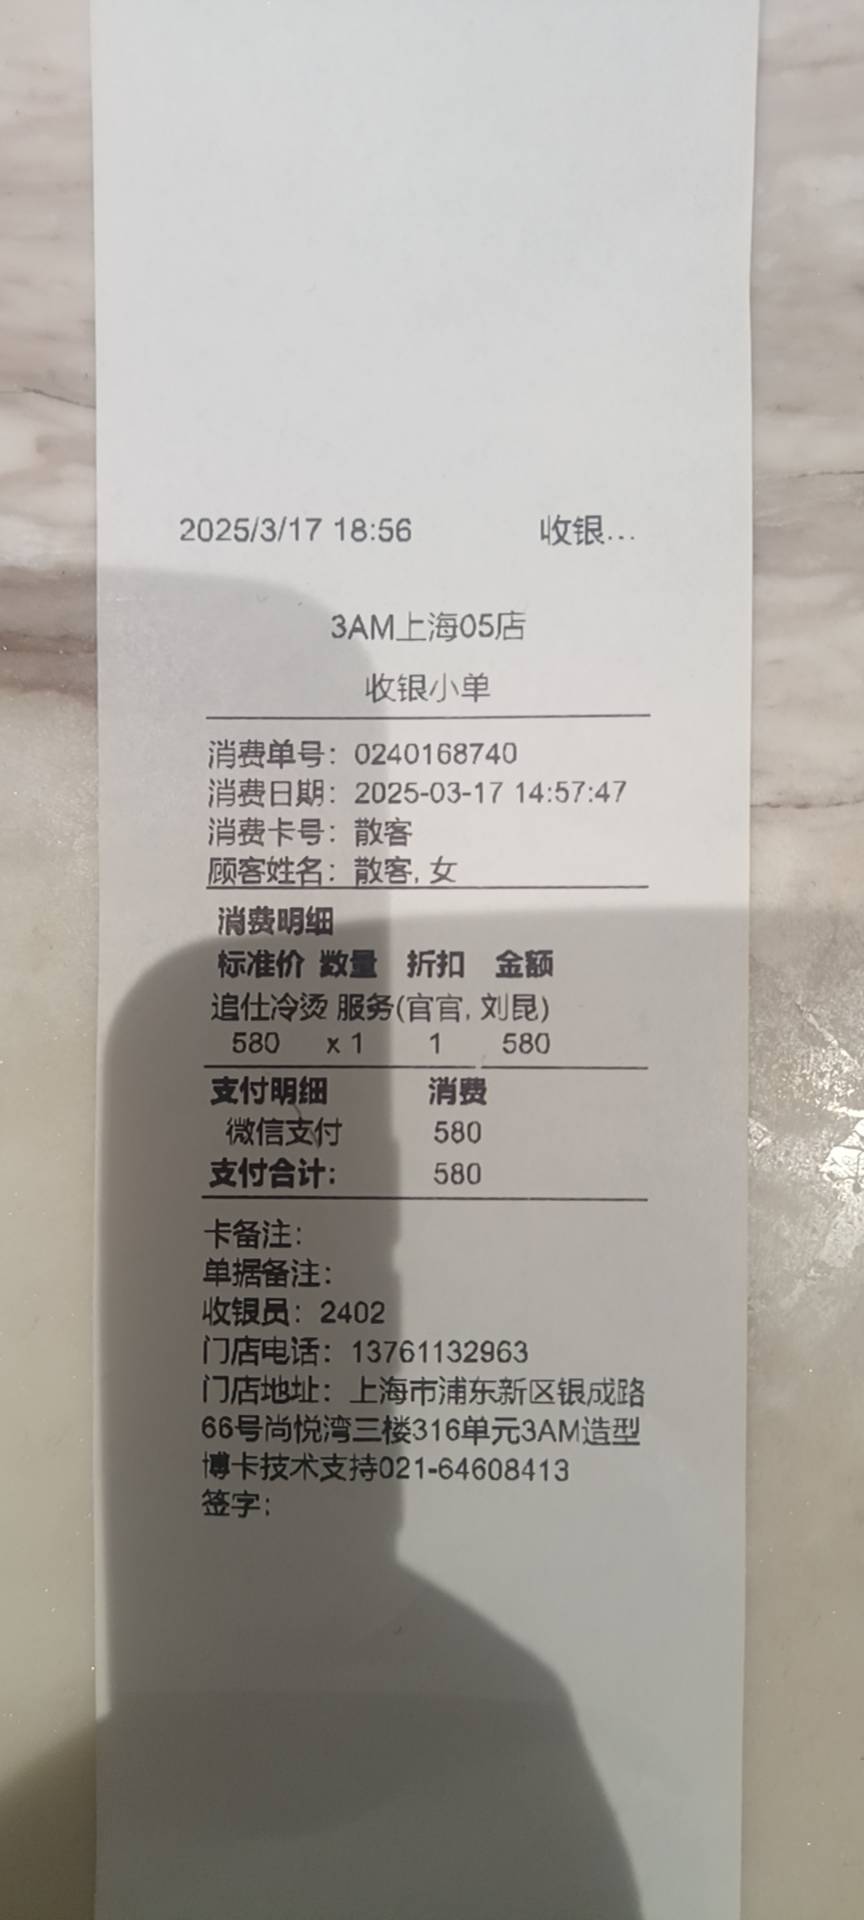 2025/3/17 18:56 收银...
3AM上海05店
收银小单
消费单号：0240168740
消费日期：2025-03-17 14:57:47
消费卡号：散客
顾客姓名：散客, 女
消费明细
标准价 数量 折扣 金额
追仕冷烫 服务(官官, 刘昆)
580 x 1 1 580
支付明细 消费
微信支付 580
支付合计： 580
卡备注：
单据备注：
收银员：2402
门店电话：13761132963
门店地址：上海市浦东新区银成路
66号尚悦湾三楼316单元3AM造型
博卡技术支持021-64608413
签字：